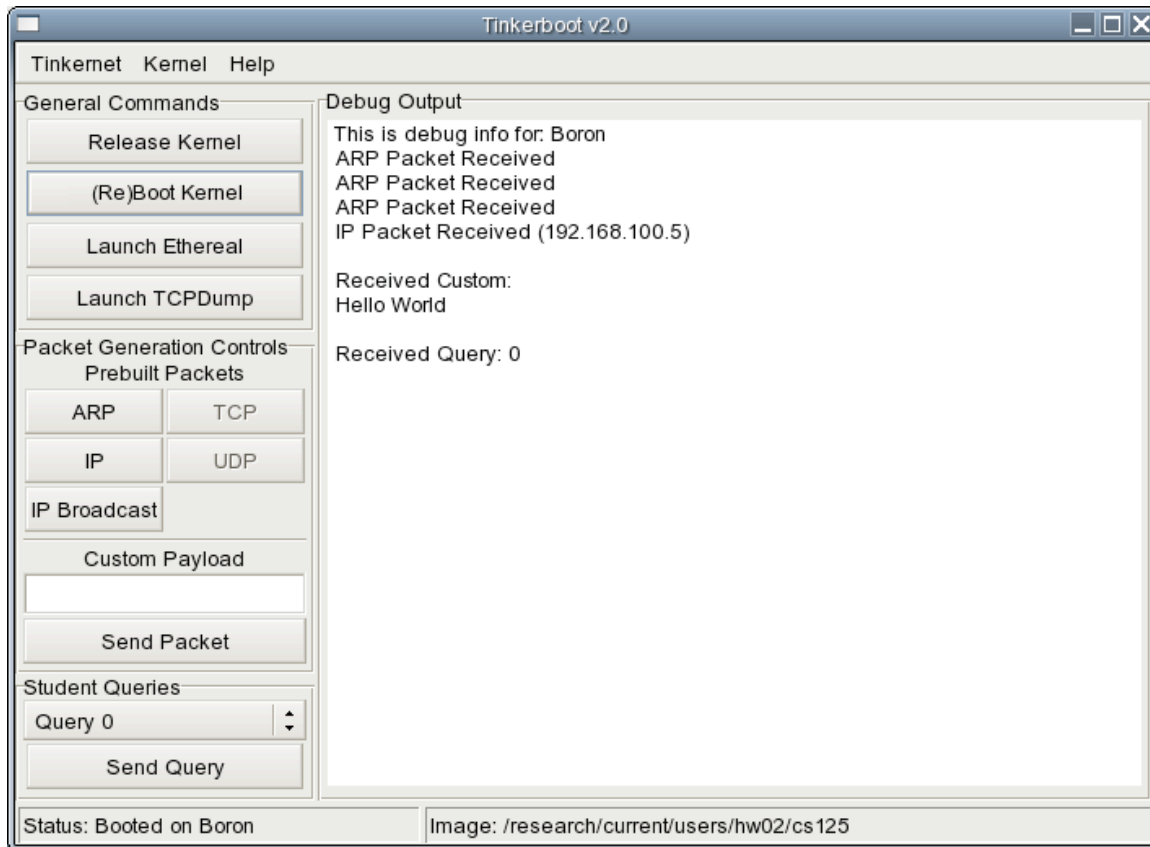 Tinkerboot v2.0
Tinkernet Kernel Help
General Commands
Release Kernel
(Re)Boot Kernel
Launch Ethereal
Launch TCPDump
Packet Generation Controls
Prebuilt Packets
ARP TCP
IP UDP
IP Broadcast
Custom Payload
Send Packet
Student Queries
Query 0
Send Query
Debug Output
This is debug info for: Boron
ARP Packet Received
ARP Packet Received
ARP Packet Received
IP Packet Received (192.168.100.5)
Received Custom:
Hello World
Received Query: 0
Status: Booted on Boron
Image: /research/current/users/hw02/cs125